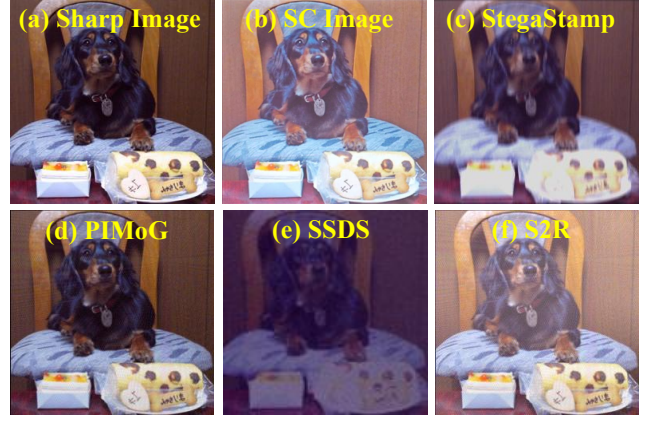 (a) Sharp Image
(b) SC Image
(c) StegaStamp
(d) PIMoG
(e) SSDS
(f) S2R